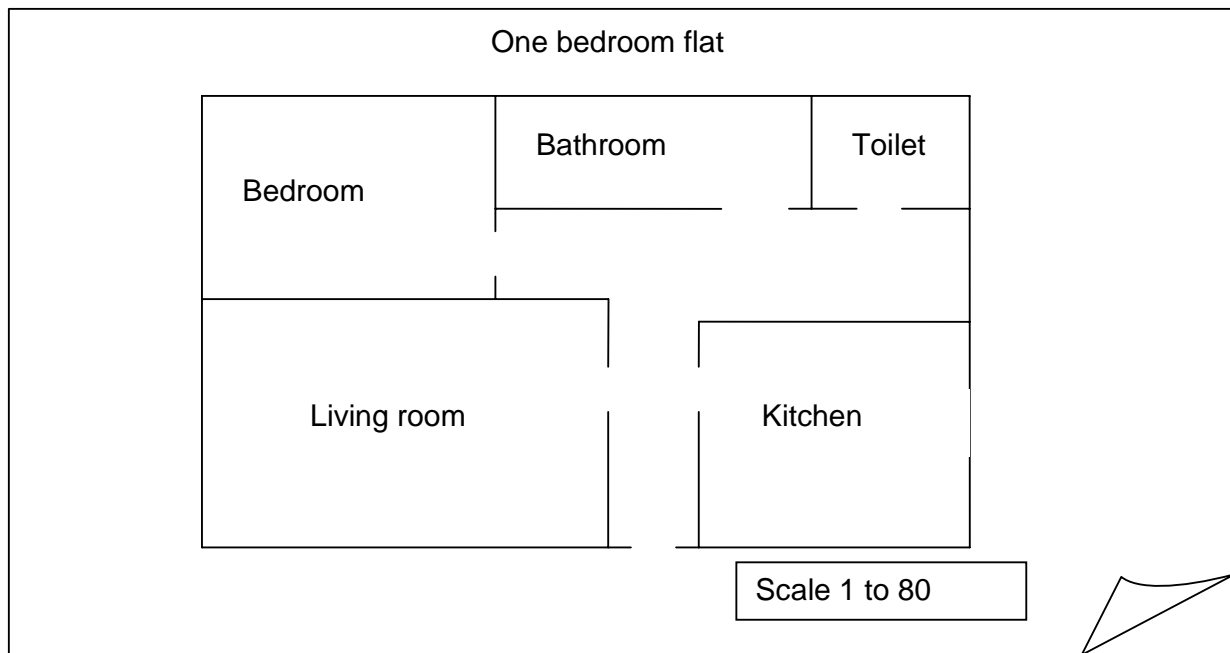 One bedroom flat
Bathroom
Toilet
Bedroom
Living room
Kitchen
Scale 1 to 80